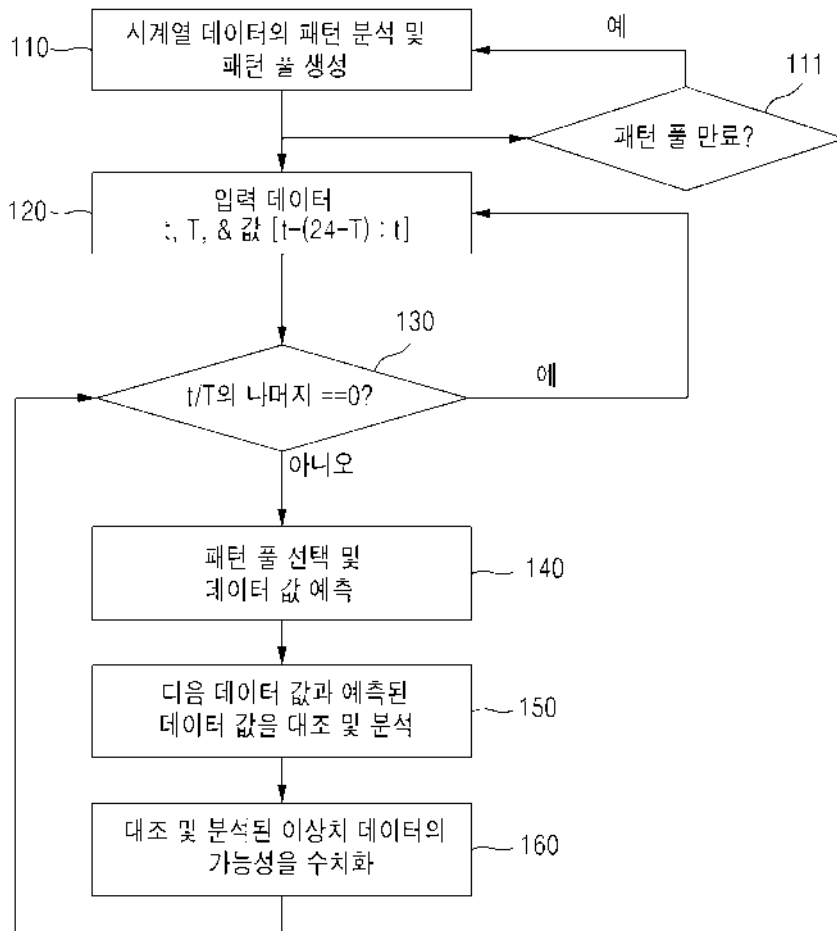 시계열 데이터의 패턴 분석 및
패턴 풀 생성
110
예
111
패턴 풀 만료?
입력 데이터
t, T, & 값 [t-(24-T) : t]
120
130
t/T의 나머지 ==0?
예
아니오
패턴 풀 선택 및
데이터 값 예측
140
다음 데이터 값과 예측된
데이터 값을 대조 및 분석
150
대조 및 분석된 이상치 데이터의
가능성을 수치화
160